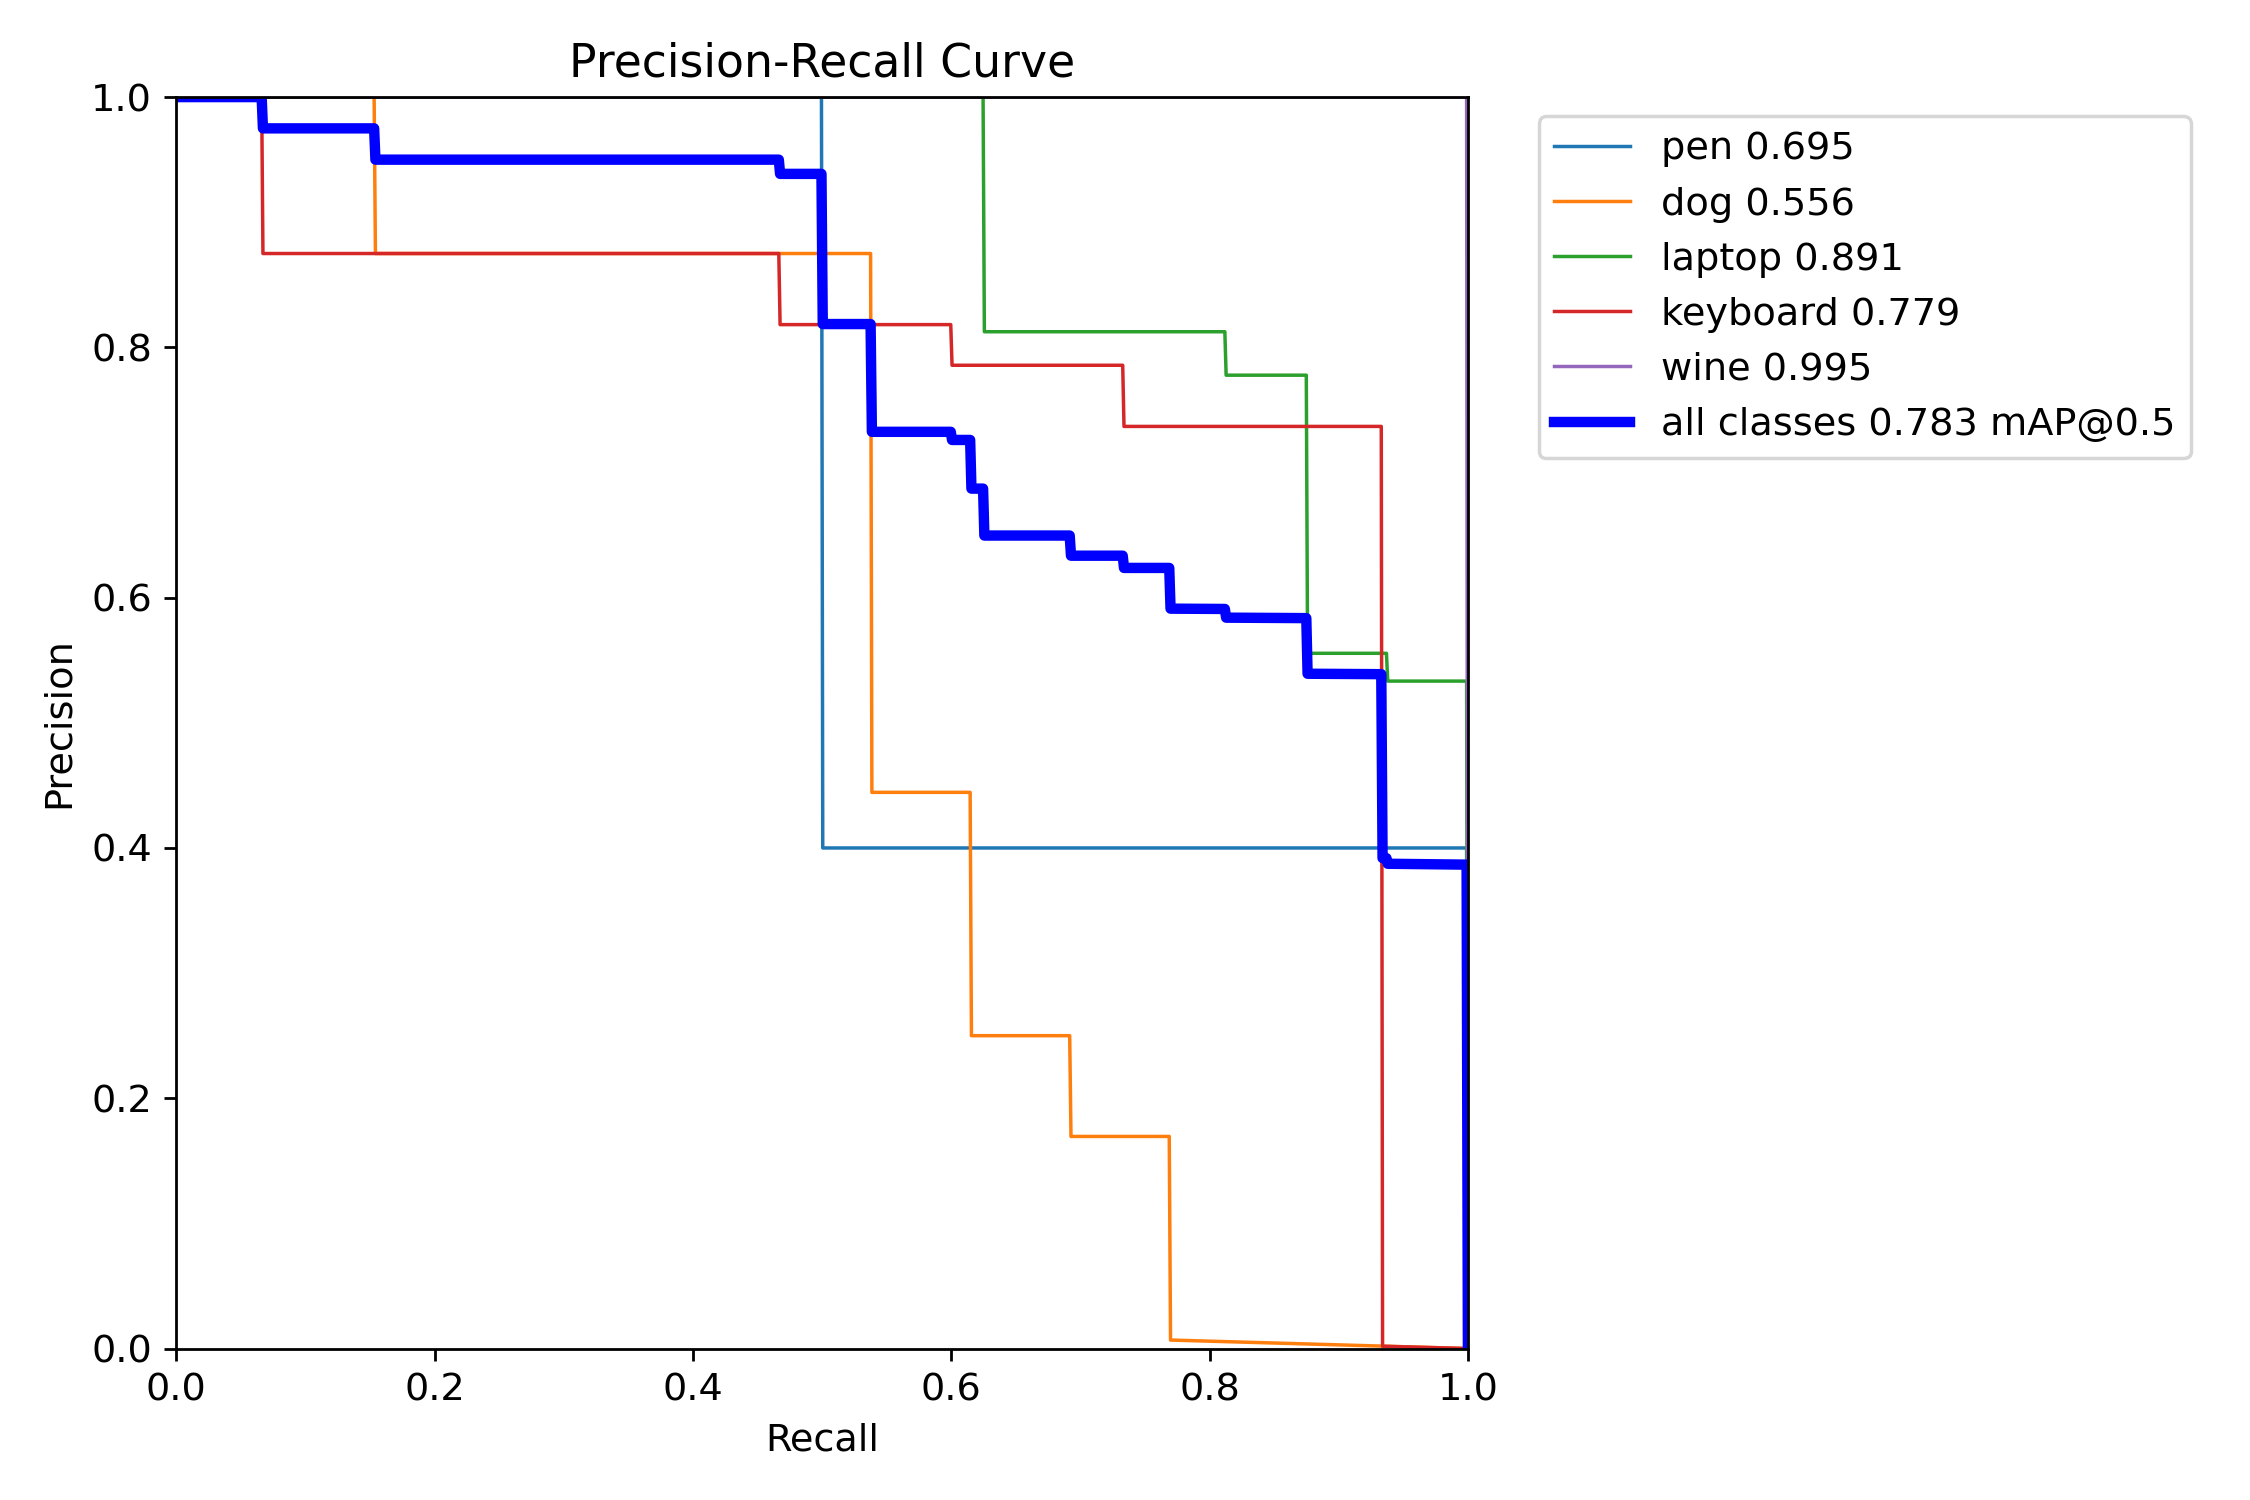 Precision-Recall Curve
1.0
0.8
0.6
0.4
0.2
0.0
Precision
0.0 0.2 0.4 0.6 0.8 1.0
Recall
pen 0.695
dog 0.556
laptop 0.891
keyboard 0.779
wine 0.995
all classes 0.783 mAP@0.5